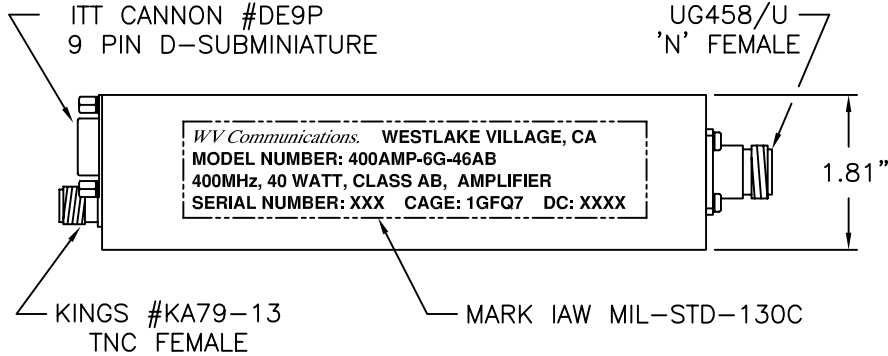 ITT CANNON #DE9P
9 PIN D-SUBMINIATURE
UG458/U
'N' FEMALE
WV Communications. WESTLAKE VILLAGE, CA
MODEL NUMBER: 400AMP-6G-46AB
400MHz, 40 WATT, CLASS AB, AMPLIFIER
SERIAL NUMBER: XXX CAGE: 1GFQ7 DC: XXXX
1.81”
KINGS #KA79-13
TNC FEMALE
MARK IAW MIL-STD-130C